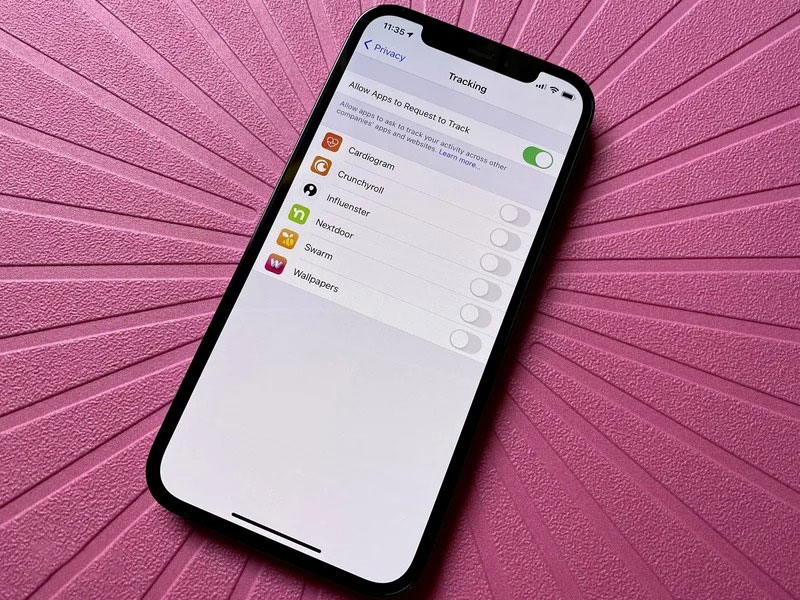 11:35
Privacy
Tracking
Allow Apps to Request to Track
Allow apps to ask to track your activity across other
companies' apps and websites. Learn more...
Cardiogram
Crunchyroll
Influenster
Nextdoor
Swarm
Wallpapers